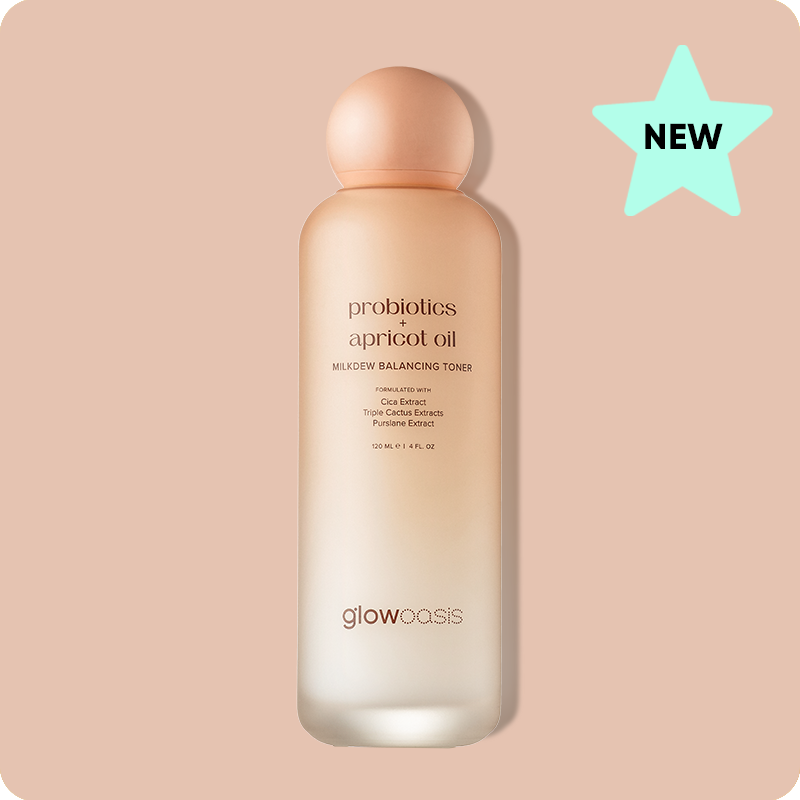 NEW
probiotics
+
apricot oil
MILKDEW BALANCING TONER
FORMULATED WITH
Cica Extract
Triple Cactus Extracts
Purslane Extract
120 ML ℮ | 4 FL. OZ
glowoasis